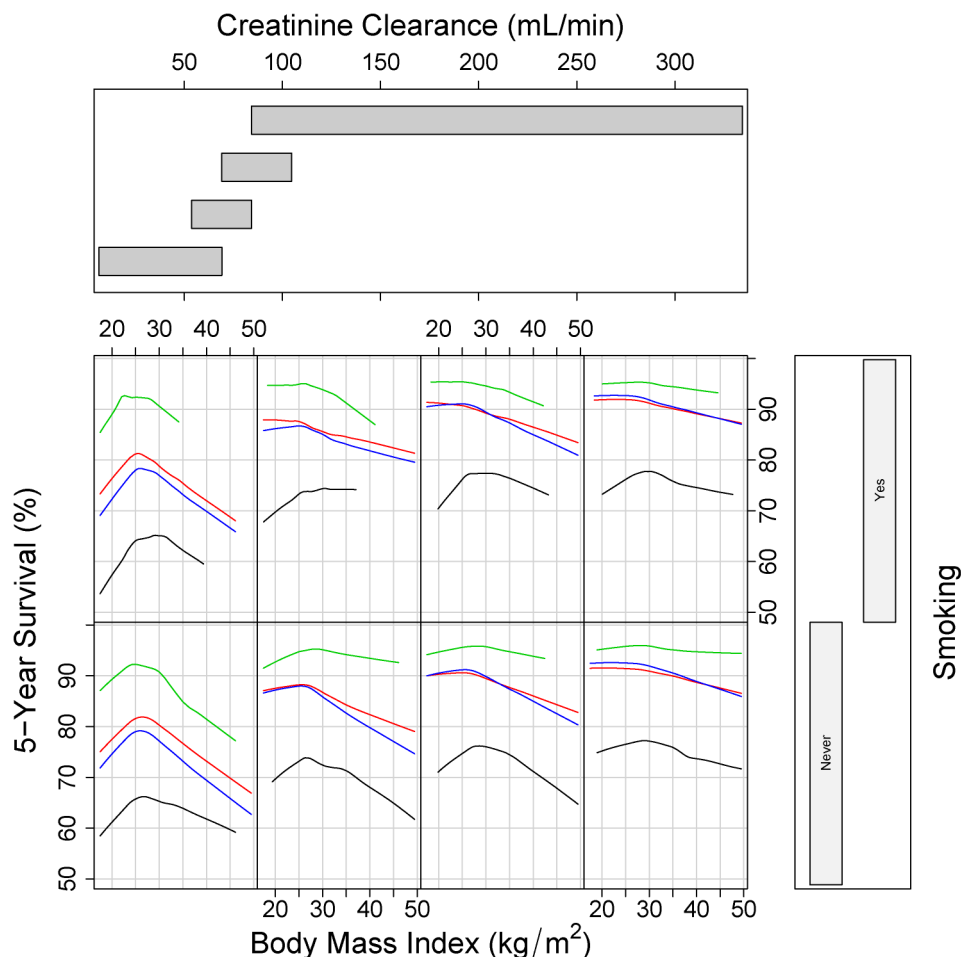 Creatinine Clearance (mL/min)
50 100 150 200 250 300
20 30 40 50 20 30 40 50
5−Year Survival (%)
90
80
70
60
50
90
80
70
60
50
Yes
Never
Smoking
20 30 40 50 20 30 40 50
Body Mass Index (kg/m²)